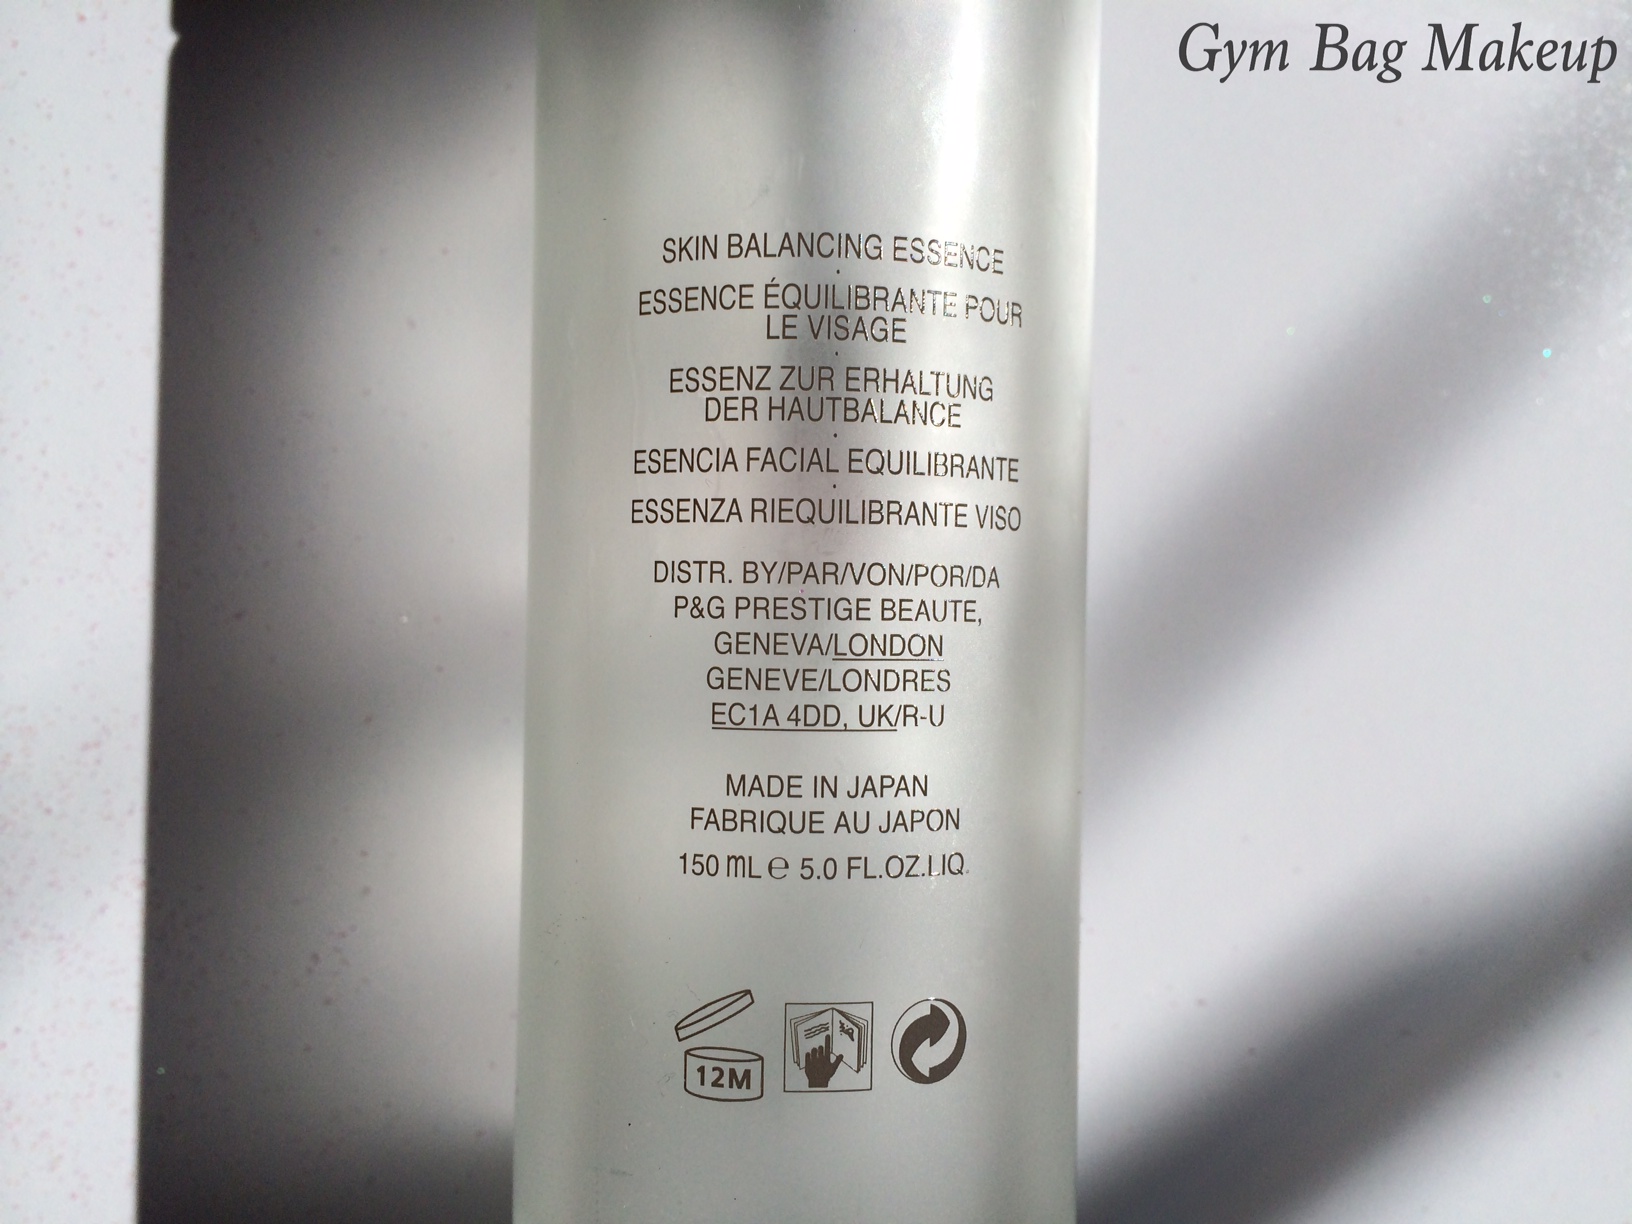 Gym Bag Makeup
SKIN BALANCING ESSENCE
ESSENCE ÉQUILIBRANTE POUR
LE VISAGE
ESSENZ ZUR ERHALTUNG
DER HAUTBALANCE
ESENCIA FACIAL EQUILIBRANTE
ESSENZA RIEQUILIBRANTE VISO
DISTR. BY/PAR/VON/POR/DA
P&G PRESTIGE BEAUTE,
GENEVA/LONDON
GENEVE/LONDRES
EC1A 4DD, UK/R-U
MADE IN JAPAN
FABRIQUE AU JAPON
150 mL ℮ 5.0 FL.OZ.LIQ.
12M